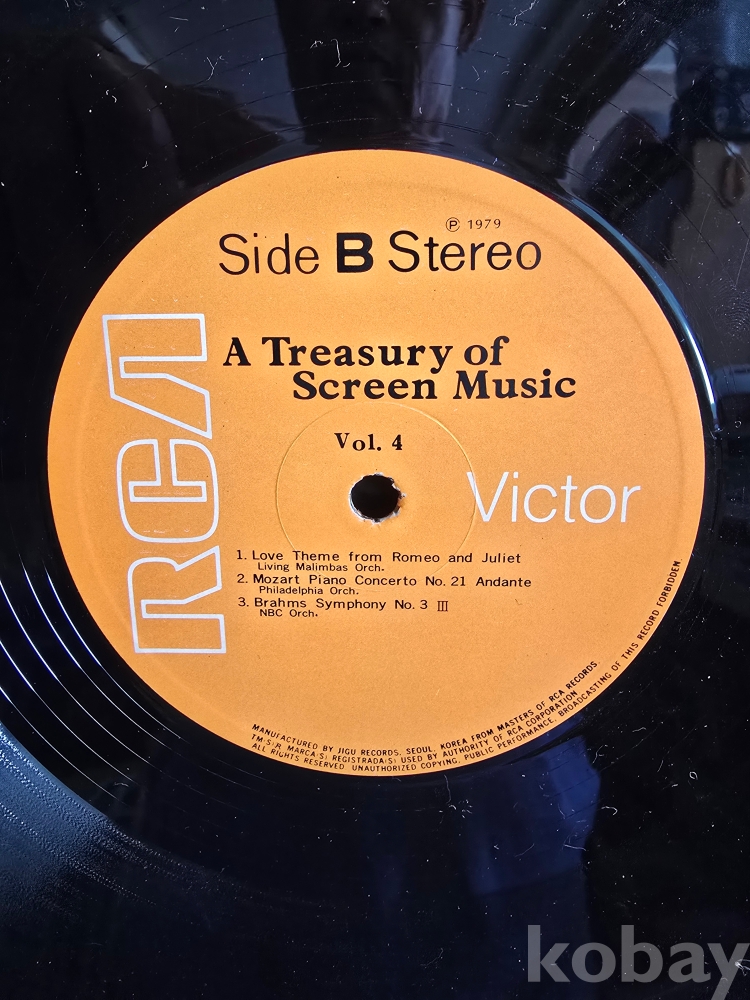 ℗ 1979
Side B Stereo
RCA
A Treasury of
Screen Music
Vol. 4
Victor
1. Love Theme from Romeo and Juliet
Living Malimbas Orch.
2. Mozart Piano Concerto No. 21 Andante
Philadelphia Orch.
3. Brahms Symphony No. 3 Ⅲ
NBC Orch.
MANUFACTURED BY JIGU RECORDS, SEOUL, KOREA FROM MASTERS OF RCA RECORDS.
TM(S)® MARCA(S) REGISTRADA(S) USED BY AUTHORITY OF RCA CORPORATION
ALL RIGHTS RESERVED. UNAUTHORIZED COPYING, PUBLIC PERFORMANCE, BROADCASTING OF THIS RECORD FORBIDDEN
kobay